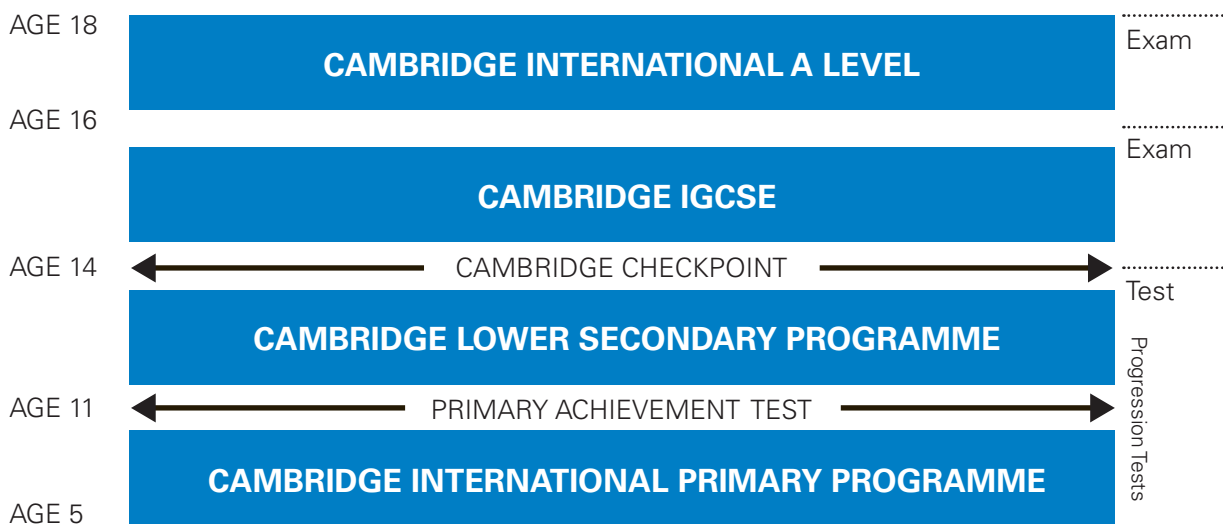 AGE 18
Exam
CAMBRIDGE INTERNATIONAL A LEVEL
AGE 16
Exam
CAMBRIDGE IGCSE
AGE 14
CAMBRIDGE CHECKPOINT
Test
CAMBRIDGE LOWER SECONDARY PROGRAMME
Progression Tests
AGE 11
PRIMARY ACHIEVEMENT TEST
CAMBRIDGE INTERNATIONAL PRIMARY PROGRAMME
AGE 5